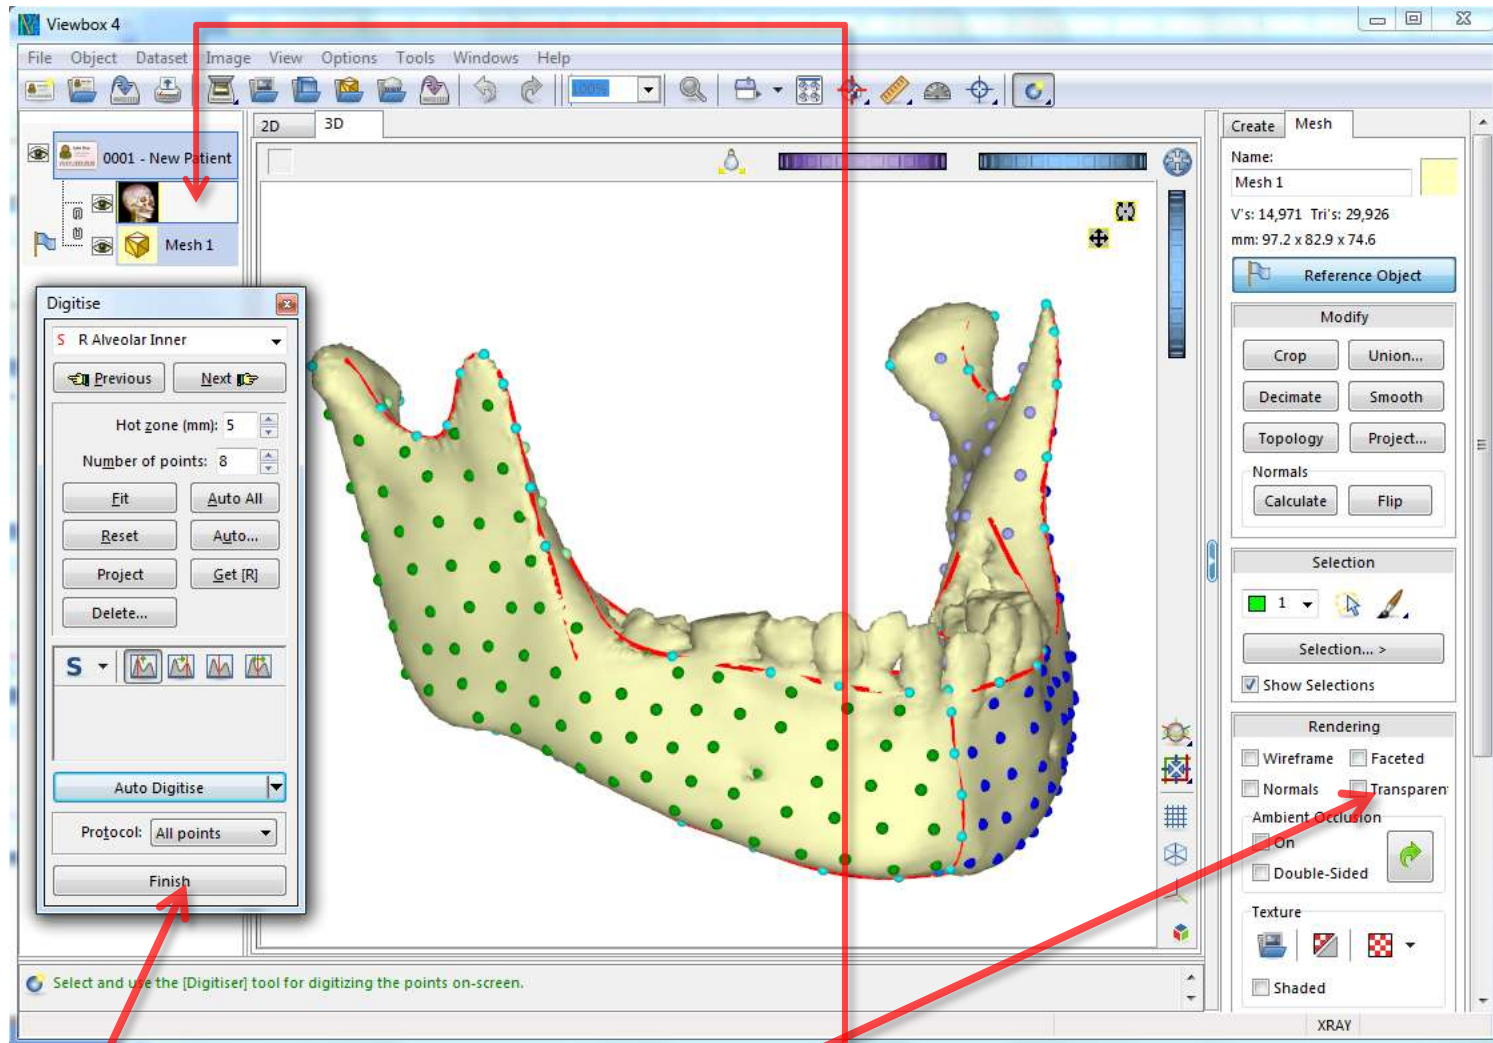 Viewbox 4
File Object Dataset Image View Options Tools Windows Help
100%
2D 3D
0001 - New Patient
Mesh 1
Digitise
S R Alveolar Inner
Previous Next
Hot zone (mm): 5
Number of points: 8
Fit Auto All
Reset Auto...
Project Get [R]
Delete...
S
Auto Digitise
Protocol: All points
Finish
Select and use the [Digitiser] tool for digitizing the points on-screen.
Create Mesh
Name:
Mesh 1
V's: 14,971 Tri's: 29,926
mm: 97.2 x 82.9 x 74.6
Reference Object
Modify
Crop Union...
Decimate Smooth
Topology Project...
Normals
Calculate Flip
Selection
1
Selection... >
Show Selections
Rendering
Wireframe Faceted
Normals Transparen
Ambient Occlusion
On
Double-Sided
Texture
Shaded
XRAY